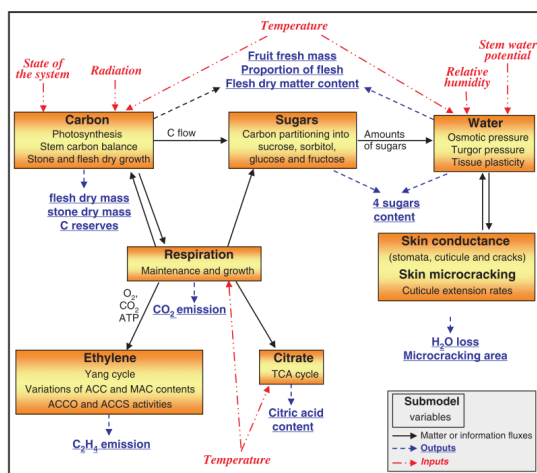 Temperature
State of
the system
Radiation
Fruit fresh mass
Proportion of flesh
Flesh dry matter content
Relative
humidity
Stem water
potential
Carbon
Photosynthesis
Stem carbon balance
Stone and flesh dry growth
C flow
Sugars
Carbon partitioning into
sucrose, sorbitol,
glucose and fructose
Amounts
of sugars
Water
Osmotic pressure
Turgor pressure
Tissue plasticity
flesh dry mass
stone dry mass
C reserves
4 sugars
content
Respiration
Maintenance and growth
Skin conductance
(stomata, cuticule and cracks)
Skin microcracking
Cuticule extension rates
O2,
CO2
ATP
CO2 emission
H2O loss
Microcracking area
Ethylene
Yang cycle
Variations of ACC and MAC contents
ACCO and ACCS activities
Citrate
TCA cycle
C2H4 emission
Citric acid
content
Temperature
Submodel
variables
Matter or information fluxes
Outputs
Inputs